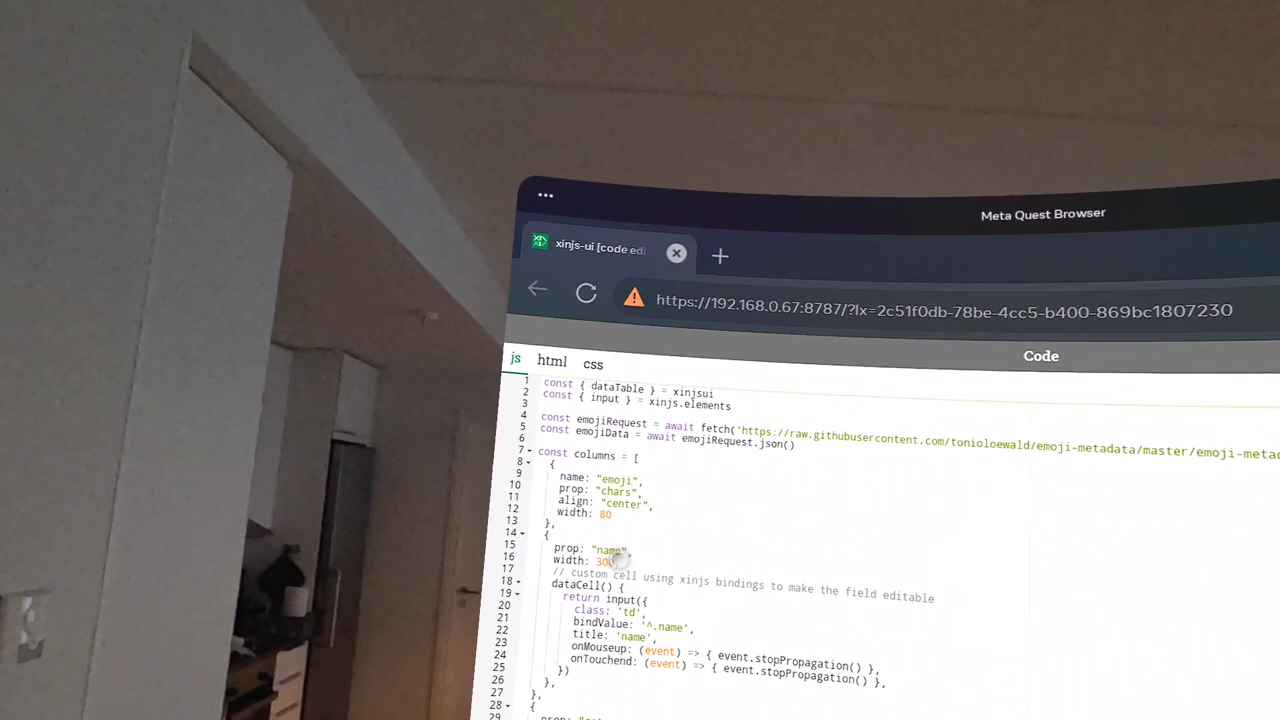 Meta Quest Browser
xinjs-ui [code edi
https://192.168.0.67:8787/?lx=2c51f0db-78be-4cc5-b400-869bc1807230
Code
js html css
1 const { dataTable } = xinjsui
2 const { input } = xinjs.elements
3
4 const emojiRequest = await fetch('https://raw.githubusercontent.com/tonioloewald/emoji-metadata/master/emoji-metad
5 const emojiData = await emojiRequest.json()
6
7 const columns = [
8 {
9 name: "emoji",
10 prop: "chars",
11 align: "center",
12 width: 80
13 },
14 {
15 prop: "name",
16 width: 300
17 // custom cell using xinjs bindings to make the field editable
18 dataCell() {
19 return input({
20 class: 'td',
21 bindValue: '^.name',
22 title: 'name',
23 onMouseup: (event) => { event.stopPropagation() },
24 onTouchend: (event) => { event.stopPropagation() },
25 })
26 },
27 },
28 {
29